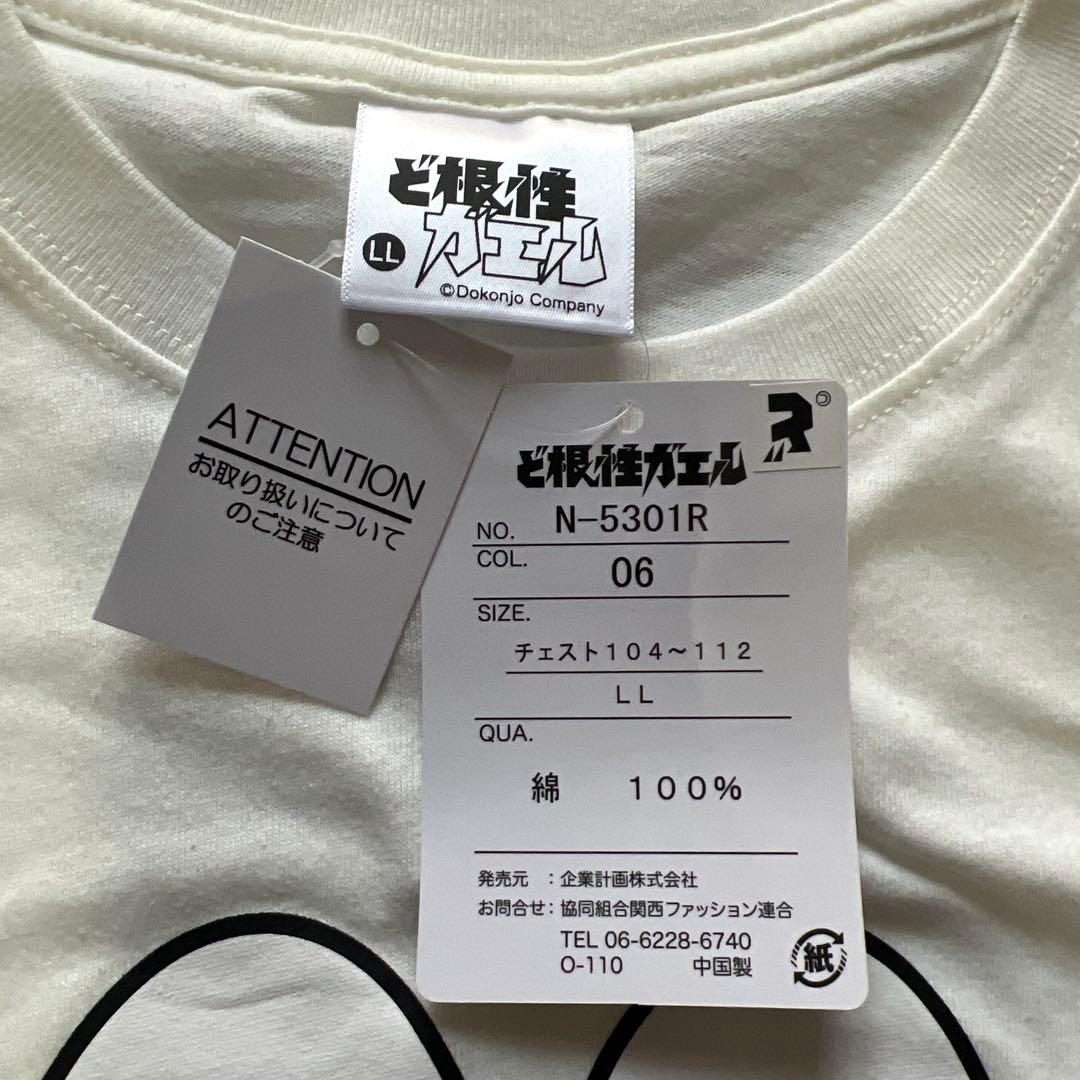 ど根性
ガエル
LL
©Dokonjo Company
ATTENTION
お取り扱いについて
のご注意
ど根性ガエル
©
NO. N-5301R
COL. 06
SIZE.
チェスト104～112
LL
QUA.
綿 100%
発売元 ：企業計画株式会社
お問合せ：協同組合関西ファッション連合
TEL 06-6228-6740
O-110 中国製
紙